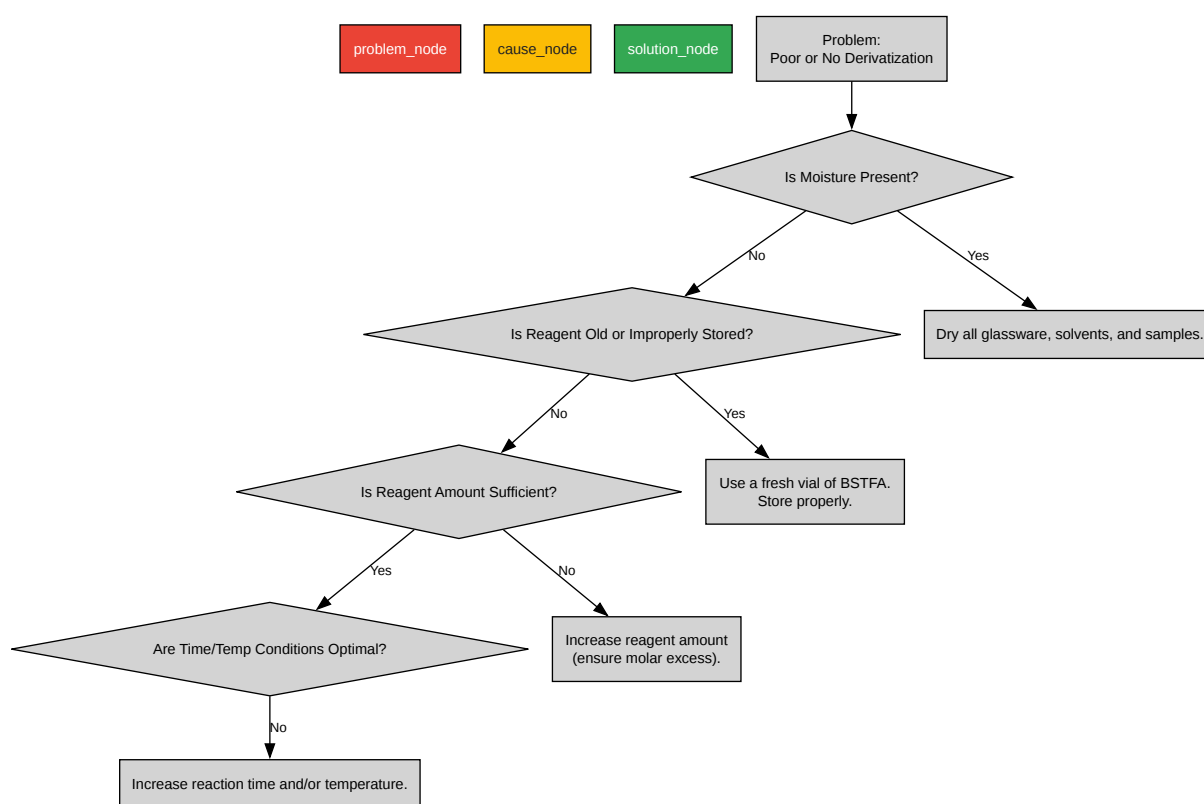 problem_node
cause_node
solution_node
Problem:
Poor or No Derivatization
Is Moisture Present?
No
Yes
Is Reagent Old or Improperly Stored?
Dry all glassware, solvents, and samples.
No
Yes
Is Reagent Amount Sufficient?
Use a fresh vial of BSTFA.
Store properly.
Yes
No
Are Time/Temp Conditions Optimal?
Increase reagent amount
(ensure molar excess).
No
Increase reaction time and/or temperature.